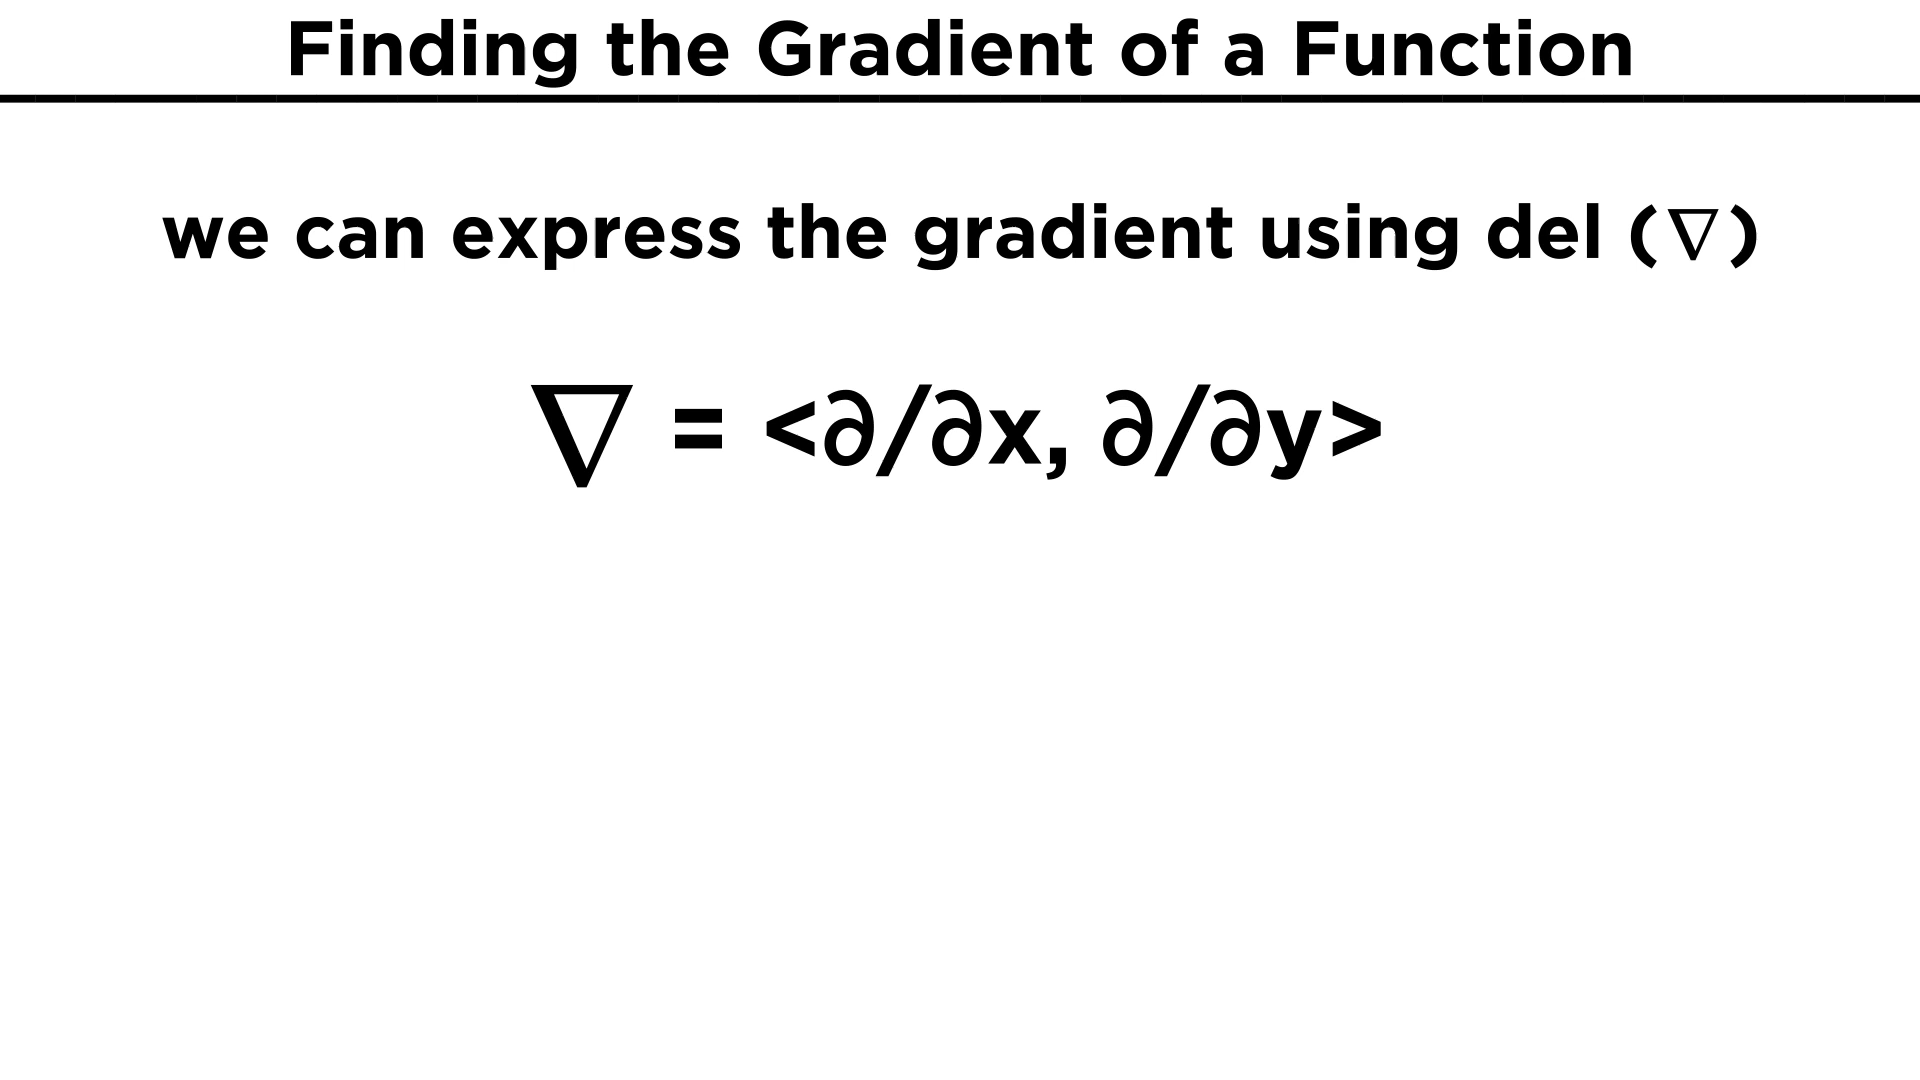 Finding the Gradient of a Function
we can express the gradient using del (∇)
∇ = <∂/∂x, ∂/∂y>